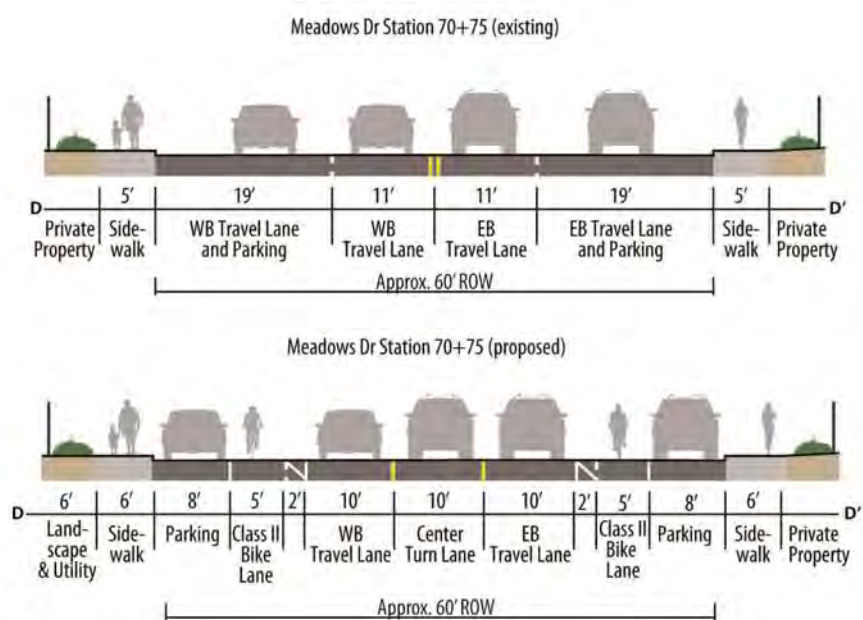 Meadows Dr Station 70+75 (existing)
5' 19' 11' 11' 19' 5'
D D'
Private Side- WB Travel Lane WB EB EB Travel Lane Side- Private
Property walk and Parking Travel Lane Travel Lane and Parking walk Property
Approx. 60' ROW
Meadows Dr Station 70+75 (proposed)
6' 6' 8' 5' 2' 10' 10' 10' 2' 5' 8' 6'
D D'
Land- Side- Parking Class II WB Center EB Class II Parking Side- Private
scape walk Bike Travel Lane Turn Lane Travel Lane Bike walk Property
& Utility Lane Lane
Approx. 60' ROW